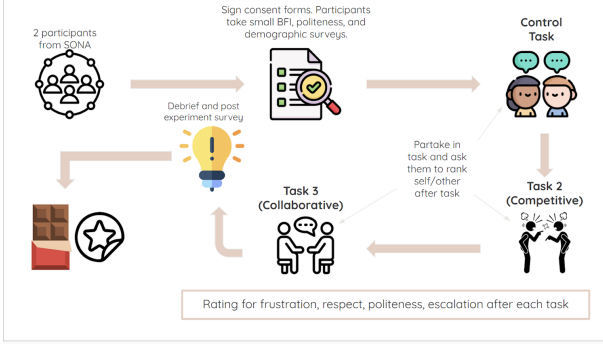 2 participants
from SONA
Sign consent forms. Participants
take small BFI, politeness, and
demographic surveys.
Control
Task
Debrief and post
experiment survey
Partake in
task and ask
them to rank
self/other
after task
Task 2
(Competitive)
Task 3
(Collaborative)
Rating for frustration, respect, politeness, escalation after each task